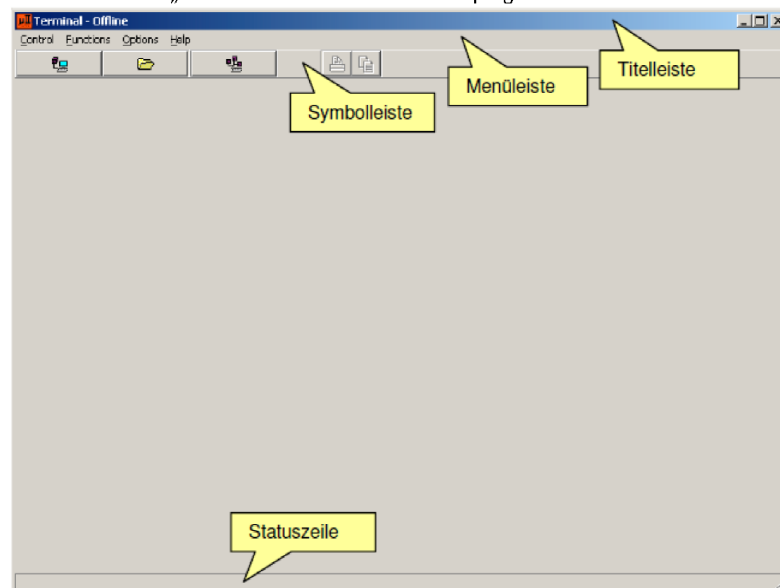 Terminal - Offline
Control Functions Options Help
Titelleiste
Menüleiste
Symbolleiste
Statuszeile